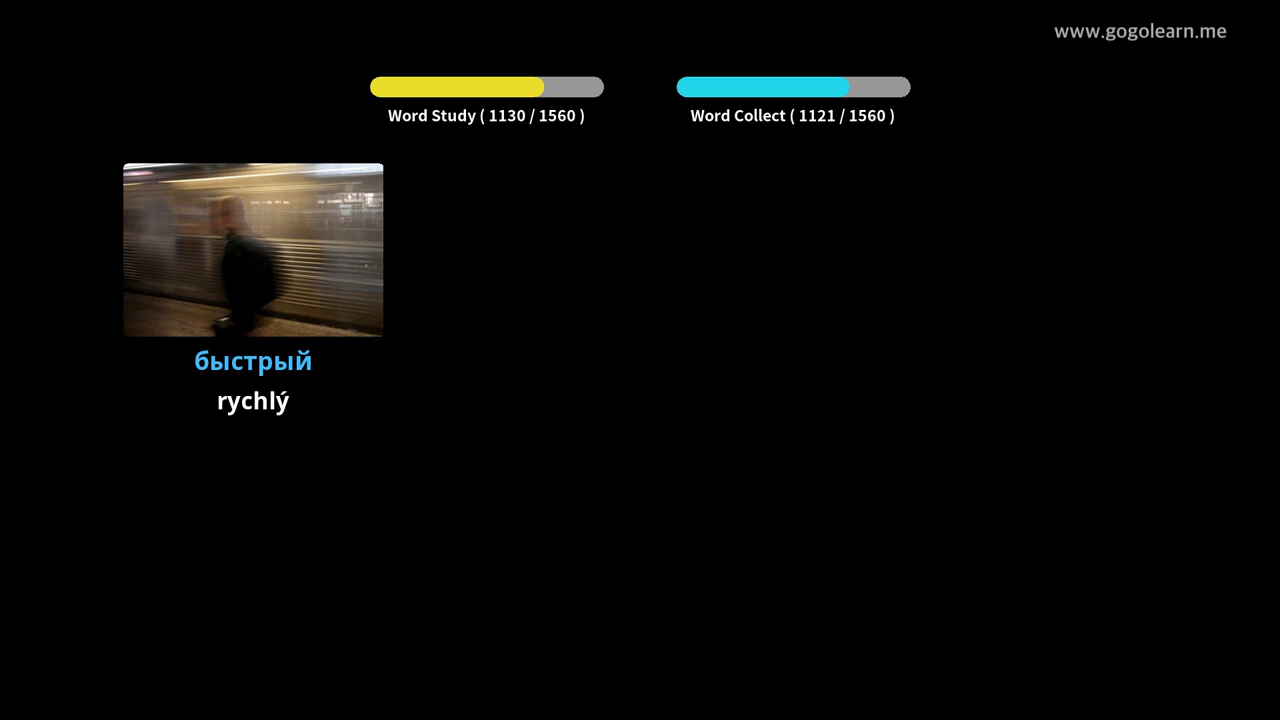 www.gogolearn.me
Word Study ( 1130 / 1560 )
Word Collect ( 1121 / 1560 )
быстрый
rychlý